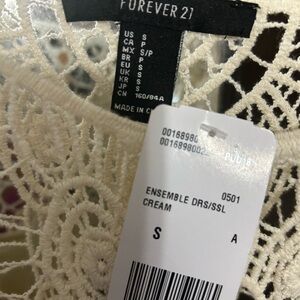 FOREVER 21
US S
CA P
MX S/P
BR P
EU S
UK S
KR S
JP S
CN 160/84A
MADE IN
ENSEMBLE DRS/SSL 0501
CREAM
S A